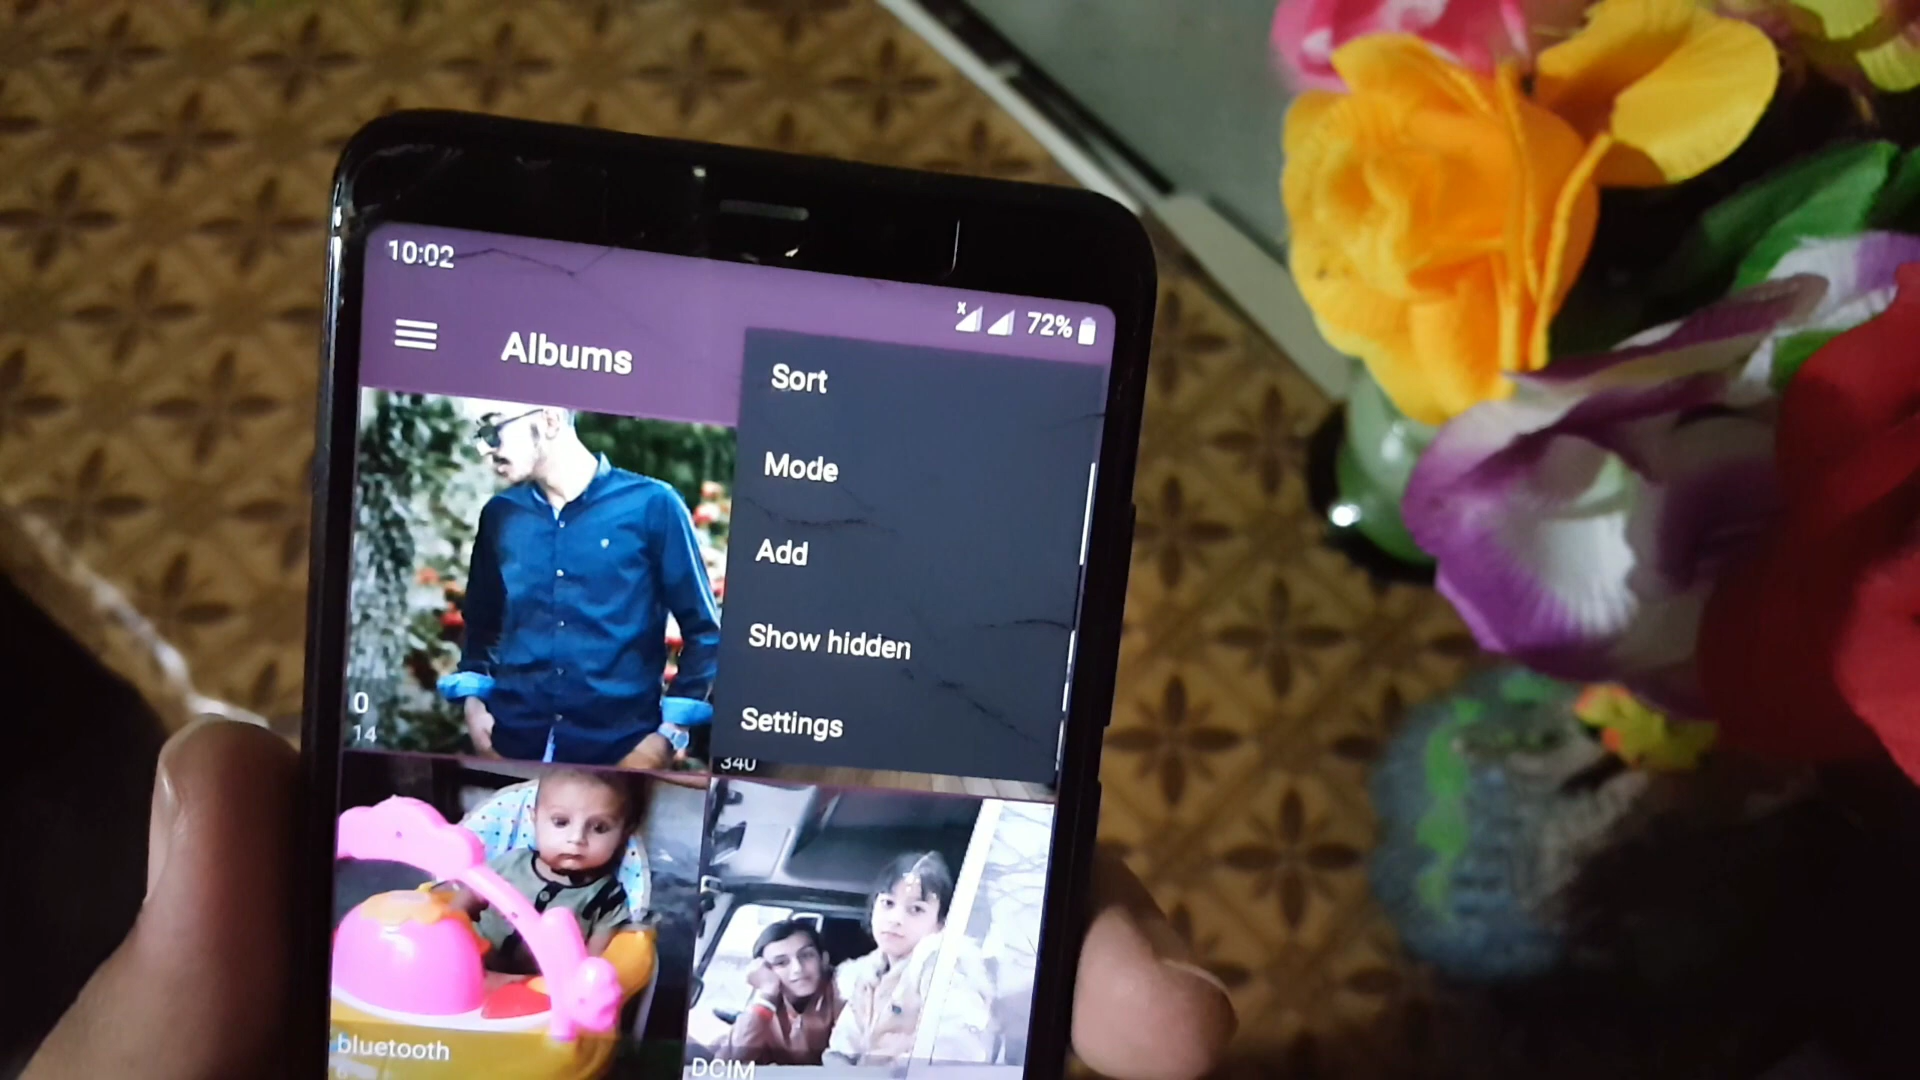 10:02
x 72%
Albums
Sort
Mode
Add
Show hidden
Settings
0
14
340
bluetooth
DCIM